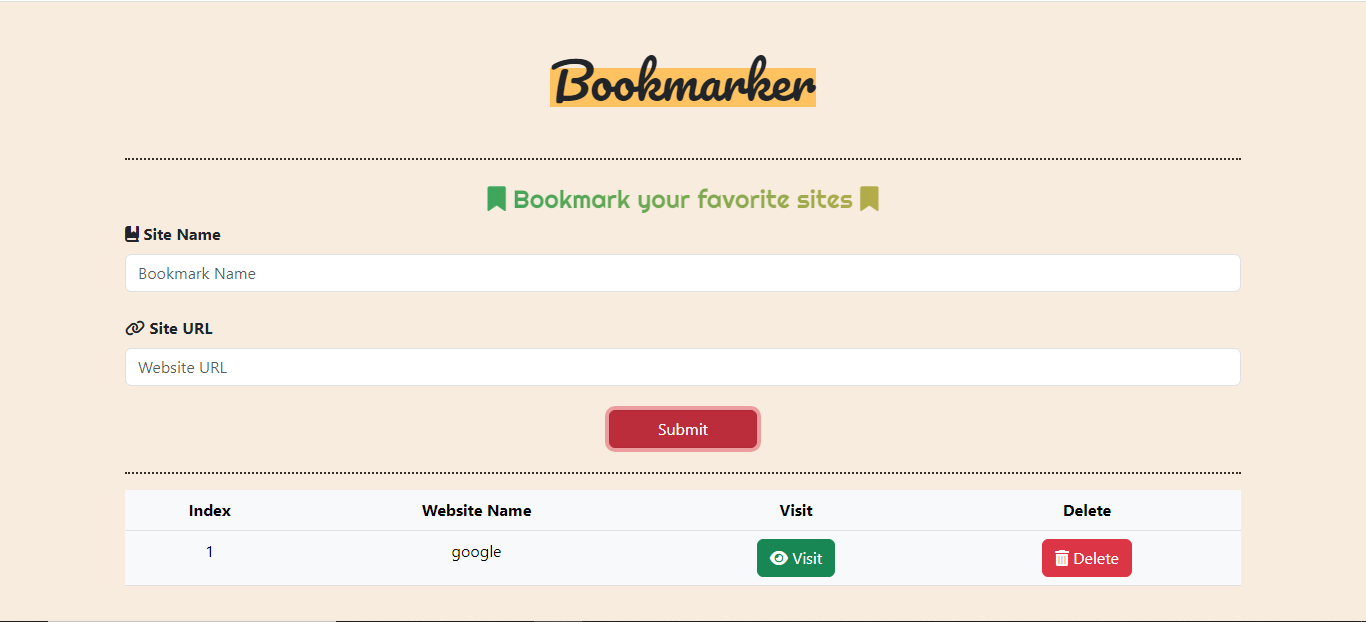 Bookmarker
Bookmark your favorite sites
Site Name
Bookmark Name
Site URL
Website URL
Submit
Index Website Name Visit Delete
1 google Visit Delete